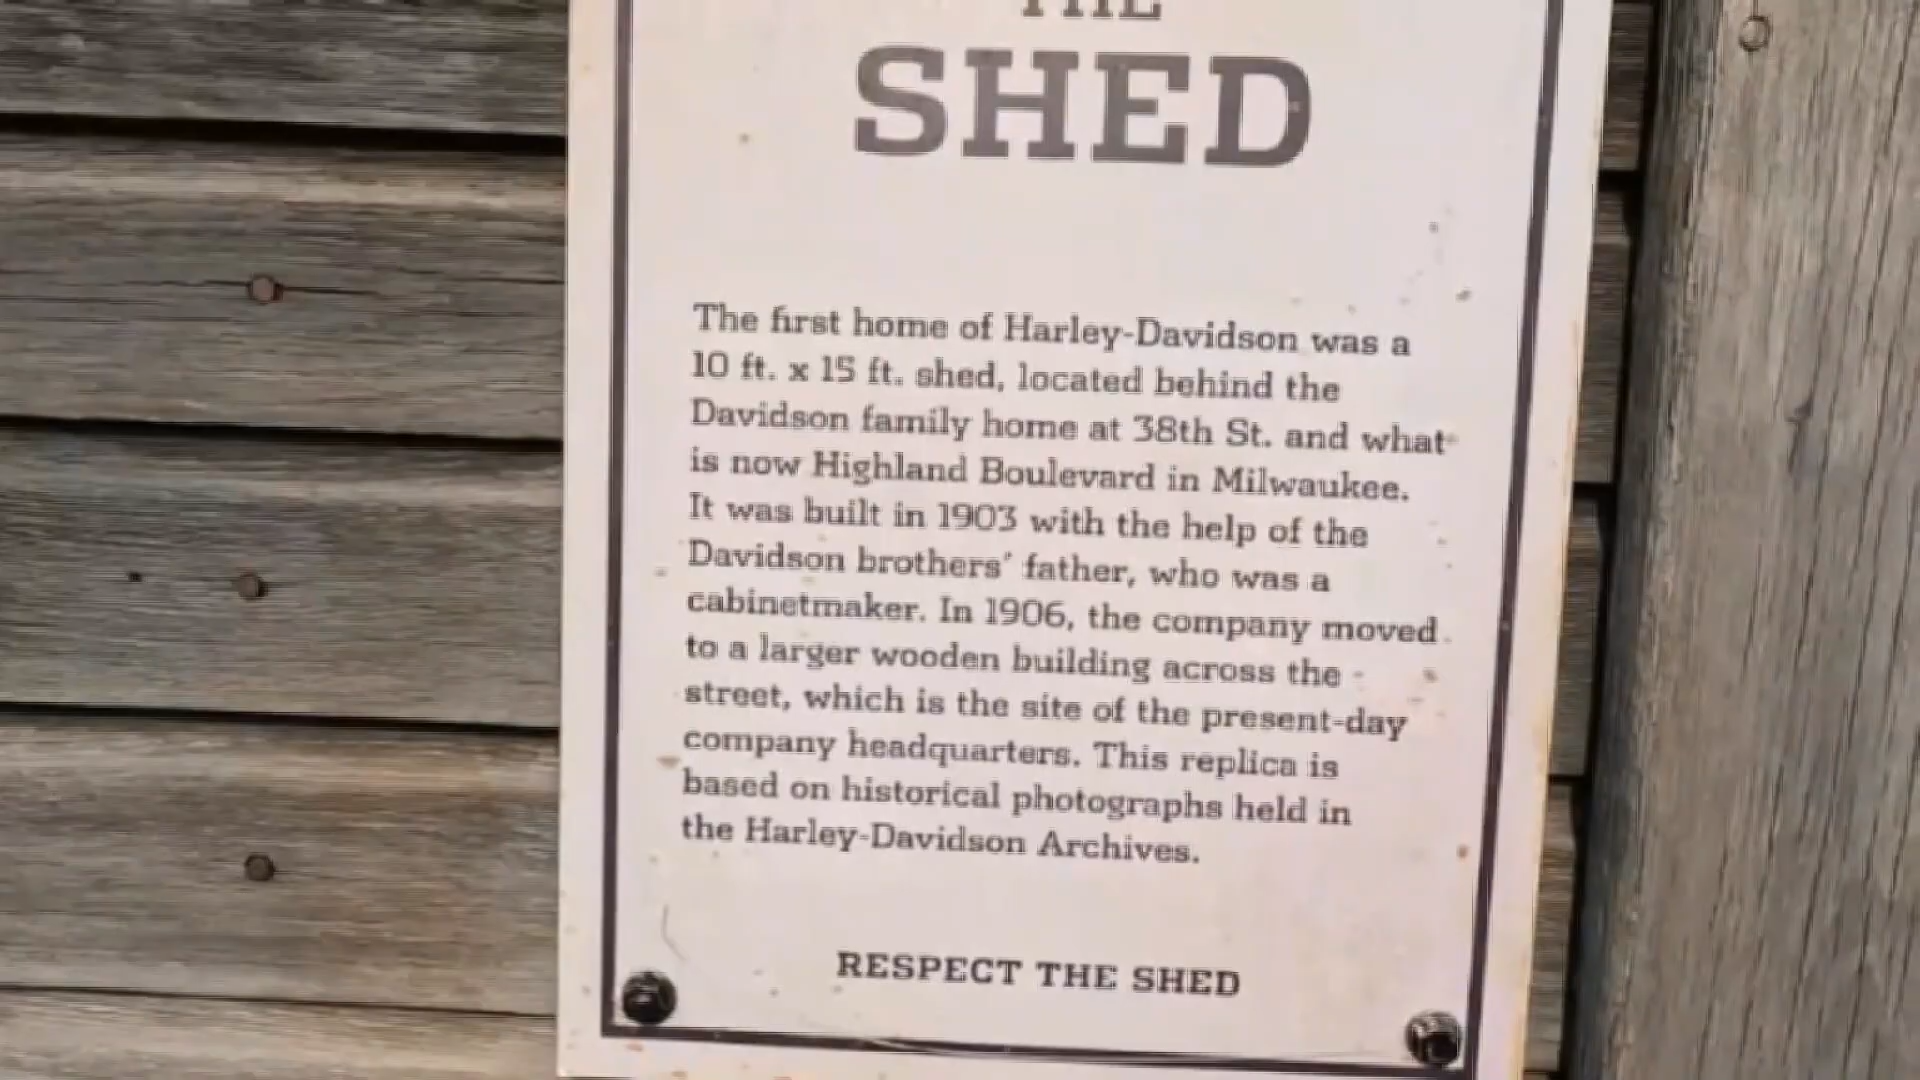 THE
SHED
The first home of Harley-Davidson was a
10 ft. x 15 ft. shed, located behind the
Davidson family home at 38th St. and what
is now Highland Boulevard in Milwaukee.
It was built in 1903 with the help of the
Davidson brothers' father, who was a
cabinetmaker. In 1906, the company moved
to a larger wooden building across the
street, which is the site of the present-day
company headquarters. This replica is
based on historical photographs held in
the Harley-Davidson Archives.
RESPECT THE SHED